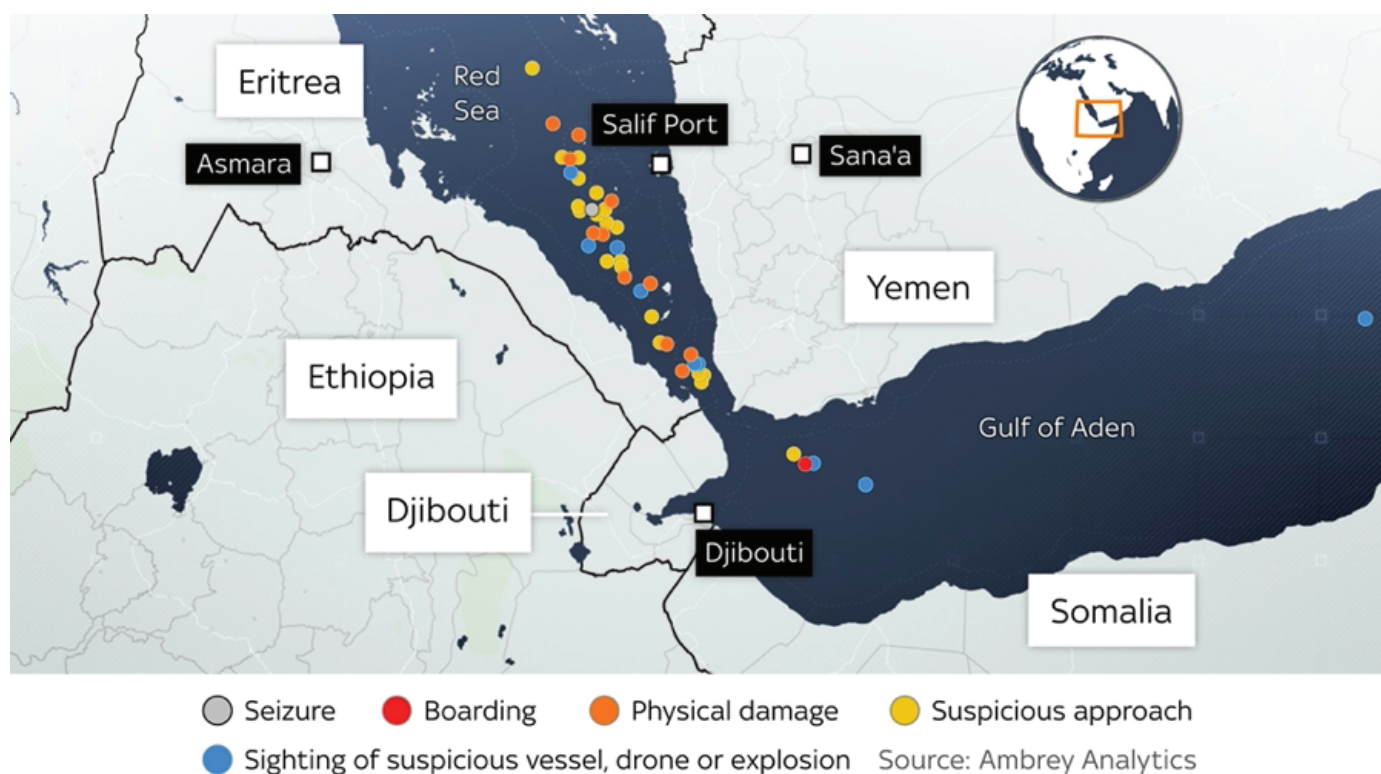 Eritrea
Red
Sea
Salif Port
Asmara
Sana'a
Yemen
Ethiopia
Gulf of Aden
Djibouti
Djibouti
Somalia
Seizure
Boarding
Physical damage
Suspicious approach
Sighting of suspicious vessel, drone or explosion
Source: Ambrey Analytics